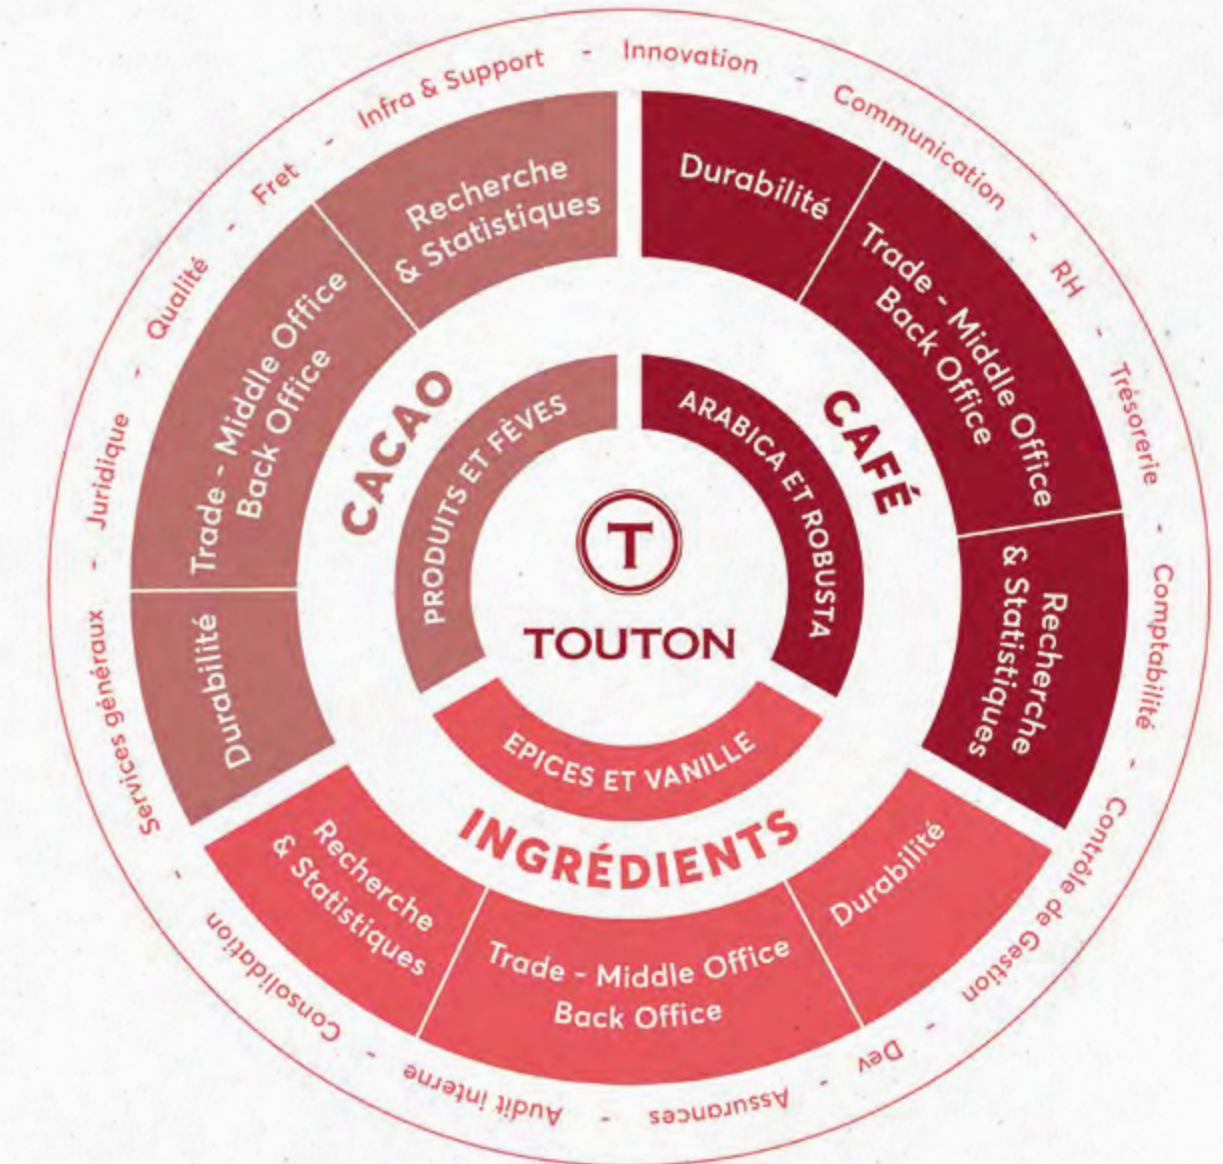 Innovation - Communication - RH - Trésorerie - Comptabilité - Contrôle de Gestion - Dev - Assurances - Audit interne - Consolidation - Services généraux - Juridique - Qualité - Fret - Infra & Support -
Durabilité
Trade - Middle Office
Back Office
Recherche
& Statistiques
CAFÉ
ARABICA ET ROBUSTA
Durabilité
Trade - Middle Office
Back Office
Recherche
& Statistiques
INGRÉDIENTS
EPICES ET VANILLE
Durabilité
Trade - Middle Office
Back Office
Recherche
& Statistiques
CACAO
PRODUITS ET FÈVES
T
TOUTON